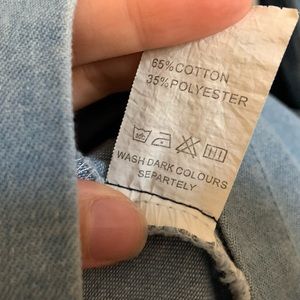 65%COTTON
35%POLYESTER
WASH DARK COLOURS
SEPARTELY